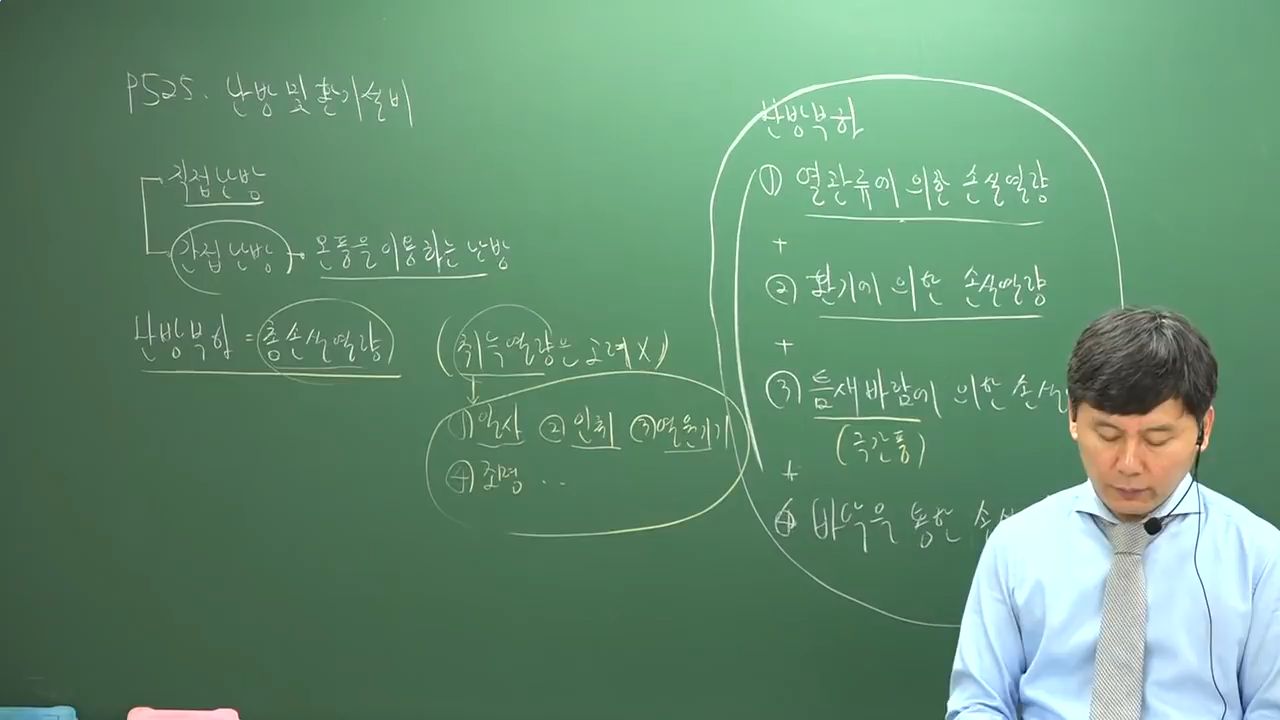 P525. 난방 및 환기설비
직접난방
간접난방 온풍을 이용하는 난방
난방부하 = 총손실열량 (취득열량은 고려 X)
① 일사 ② 인체 ③ 열원기기
④ 조명 ..
난방부하
① 열관류에 의한 손실열량
+
② 환기에 의한 손실열량
+
③ 틈새바람에 의한 손실
(극간풍)
+
④ 바닥을 통한 손실